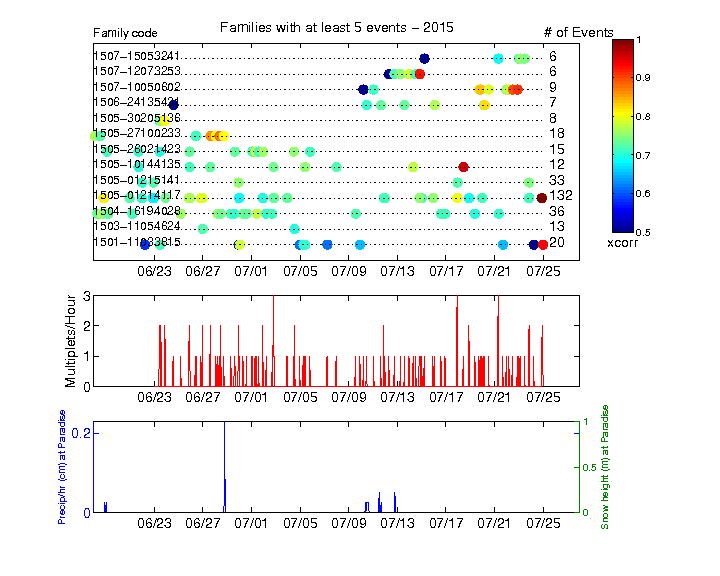 Families with at least 5 events − 2015
Family code
# of Events
1507−15053241 6
1507−12073253 6
1507−10050602 9
1506−24135421 7
1505−30205136 8
1505−27100233 18
1505−26021423 15
1505−10144135 12
1505−01215141 33
1505−01214117 132
1504−16194028 36
1503−11054624 13
1501−11033815 20
06/23 06/27 07/01 07/05 07/09 07/13 07/17 07/21 07/25
1
0.9
0.8
0.7
0.6
0.5
xcorr
Multiplets/Hour
3
2
1
0
06/23 06/27 07/01 07/05 07/09 07/13 07/17 07/21 07/25
Precip/hr (cm) at Paradise
0.2
0
1
0.5
0
Snow height (m) at Paradise
06/23 06/27 07/01 07/05 07/09 07/13 07/17 07/21 07/25